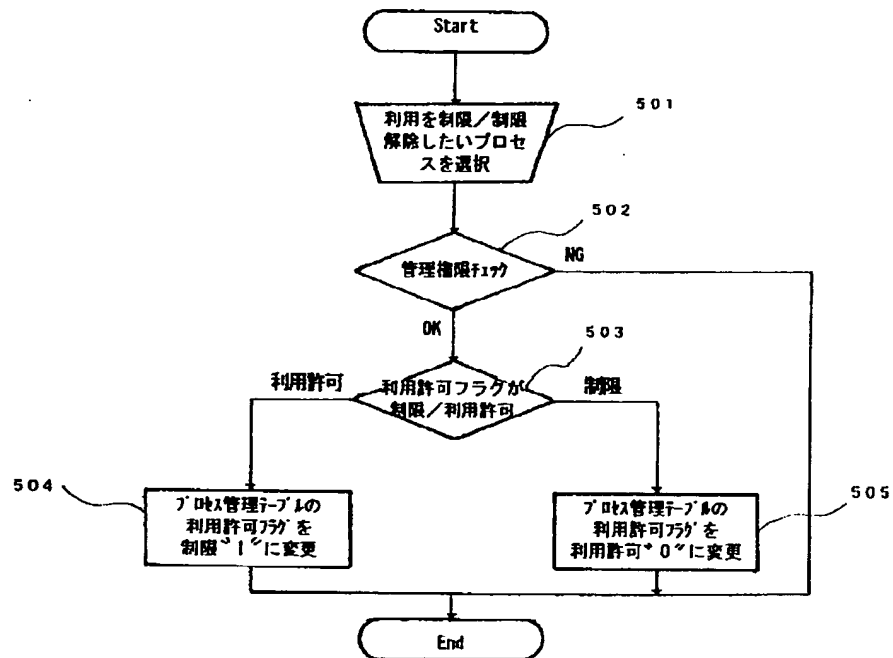 Start
利用を制限／制限
解除したいプロセ
スを選択
501
502
管理権限ﾁｪｯｸ
NG
OK
503
利用許可
利用許可フラグが
制限／利用許可
制限
504
ﾌﾟﾛｾｽ管理ﾃｰﾌﾞﾙの
利用許可ﾌﾗｸﾞを
制限“1”に変更
505
ﾌﾟﾛｾｽ管理ﾃｰﾌﾞﾙの
利用許可ﾌﾗｸﾞを
利用許可“0”に変更
End